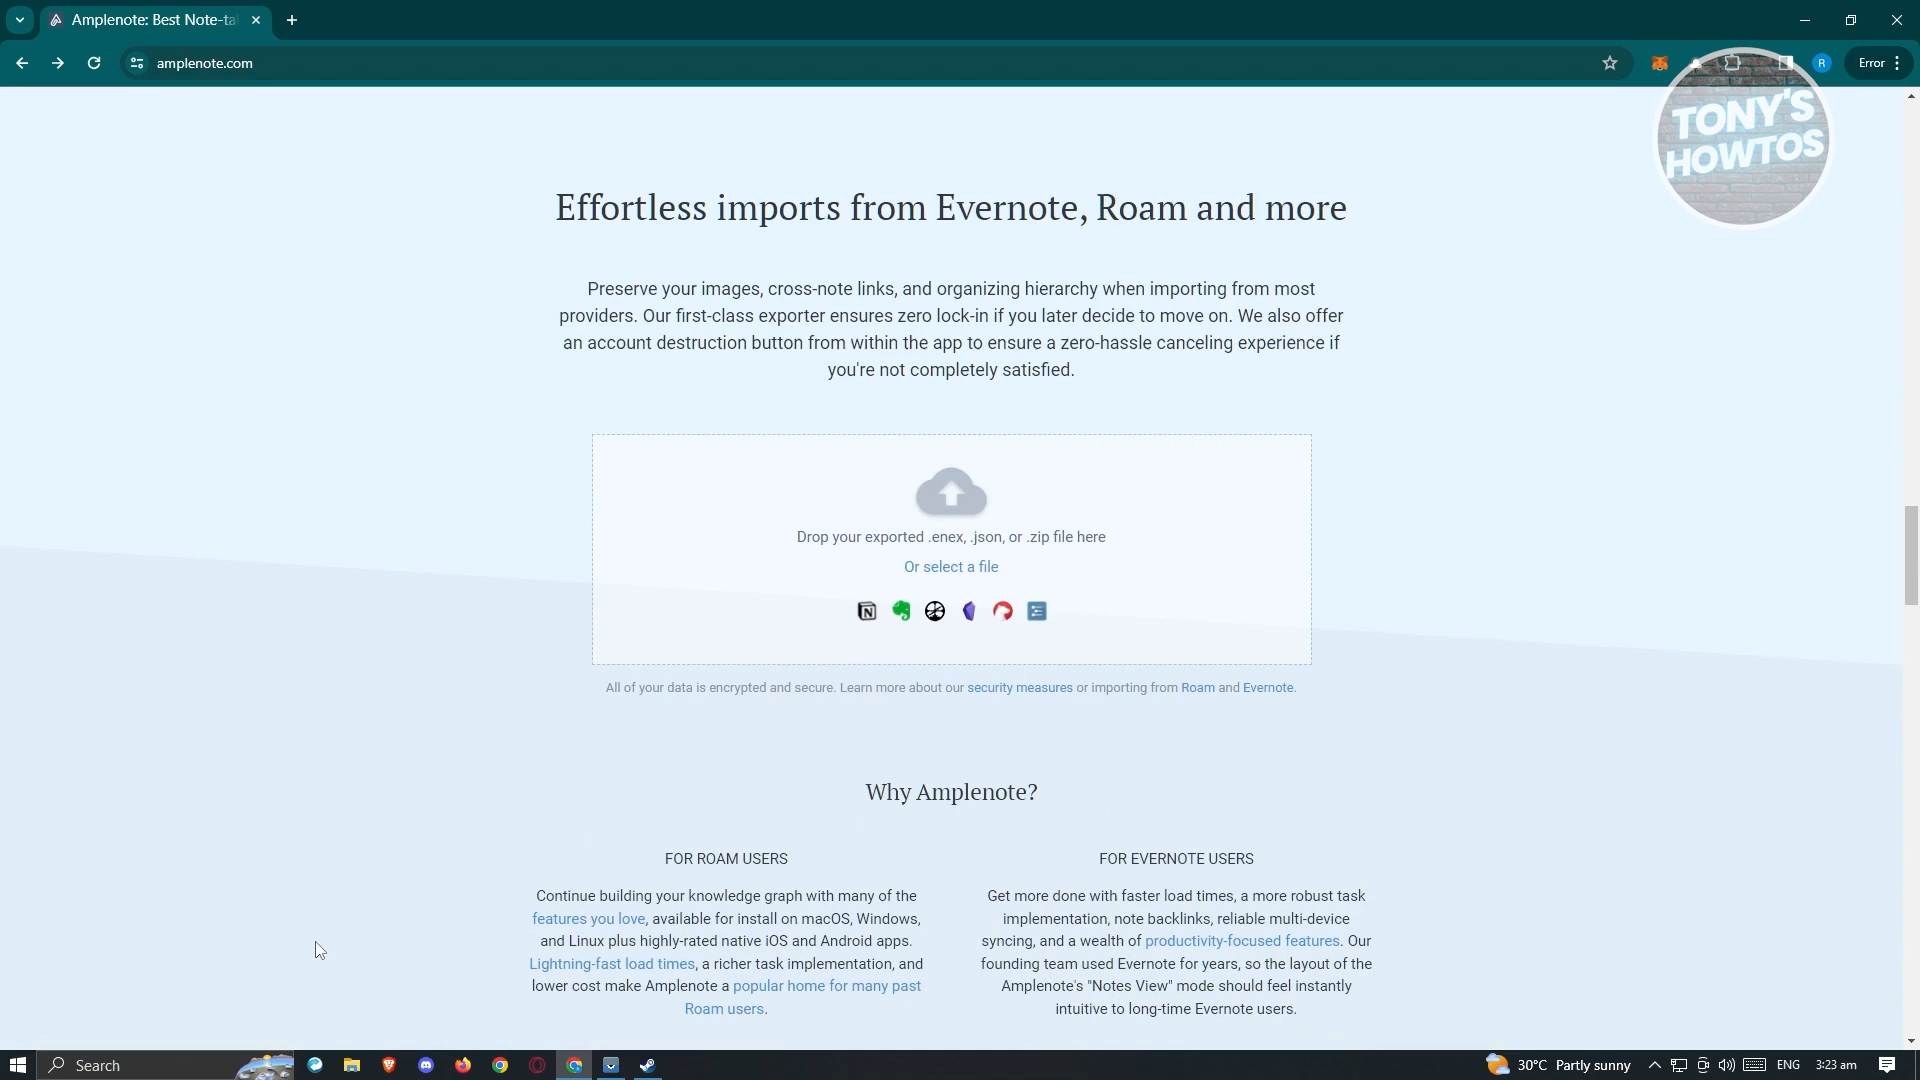 Amplenote: Best Note-ta
amplenote.com
R
Error
TONY'S
HOWTOS
Effortless imports from Evernote, Roam and more
Preserve your images, cross-note links, and organizing hierarchy when importing from most
providers. Our first-class exporter ensures zero lock-in if you later decide to move on. We also offer
an account destruction button from within the app to ensure a zero-hassle canceling experience if
you're not completely satisfied.
Drop your exported .enex, .json, or .zip file here
Or select a file
All of your data is encrypted and secure. Learn more about our security measures or importing from Roam and Evernote.
Why Amplenote?
FOR ROAM USERS
Continue building your knowledge graph with many of the
features you love, available for install on macOS, Windows,
and Linux plus highly-rated native iOS and Android apps.
Lightning-fast load times, a richer task implementation, and
lower cost make Amplenote a popular home for many past
Roam users.
FOR EVERNOTE USERS
Get more done with faster load times, a more robust task
implementation, note backlinks, reliable multi-device
syncing, and a wealth of productivity-focused features. Our
founding team used Evernote for years, so the layout of the
Amplenote's "Notes View" mode should feel instantly
intuitive to long-time Evernote users.
Search
30°C Partly sunny
ENG
3:23 am